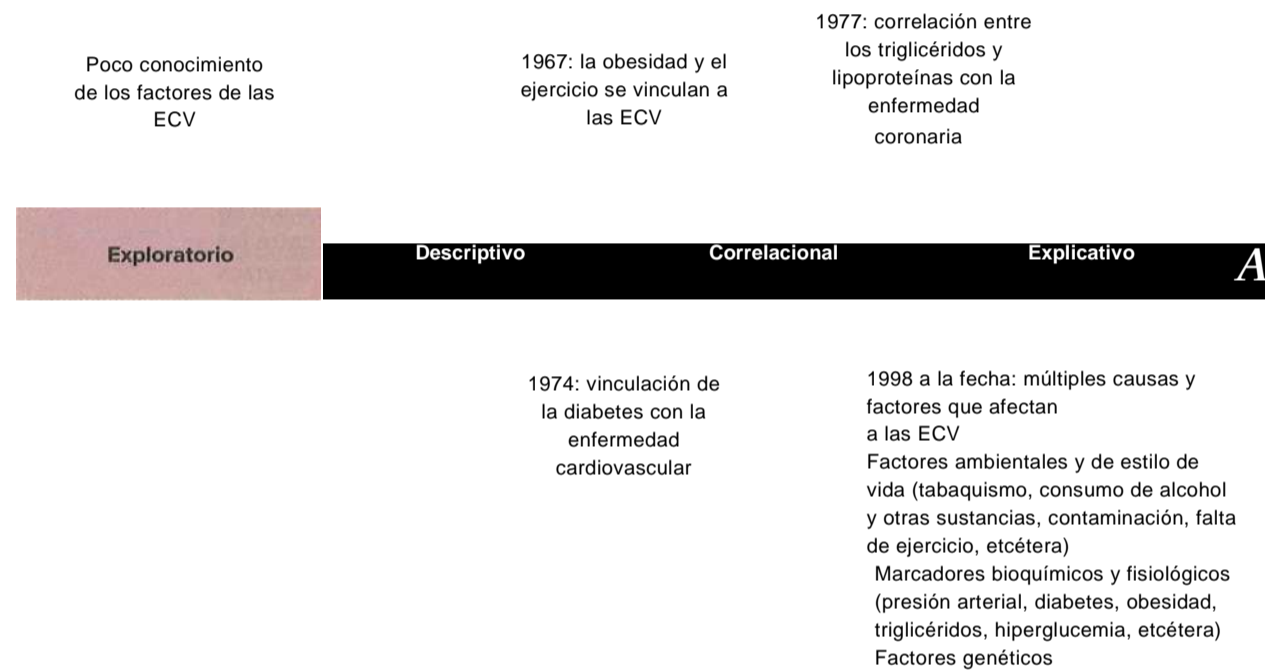 Poco conocimiento
de los factores de las
ECV
1967: la obesidad y el
ejercicio se vinculan a
las ECV
1977: correlación entre
los triglicéridos y
lipoproteínas con la
enfermedad
coronaria
Exploratorio
Descriptivo
Correlacional
Explicativo
A
1974: vinculación de
la diabetes con la
enfermedad
cardiovascular
1998 a la fecha: múltiples causas y
factores que afectan
a las ECV
Factores ambientales y de estilo de
vida (tabaquismo, consumo de alcohol
y otras sustancias, contaminación, falta
de ejercicio, etcétera)
Marcadores bioquímicos y fisiológicos
(presión arterial, diabetes, obesidad,
triglicéridos, hiperglucemia, etcétera)
Factores genéticos